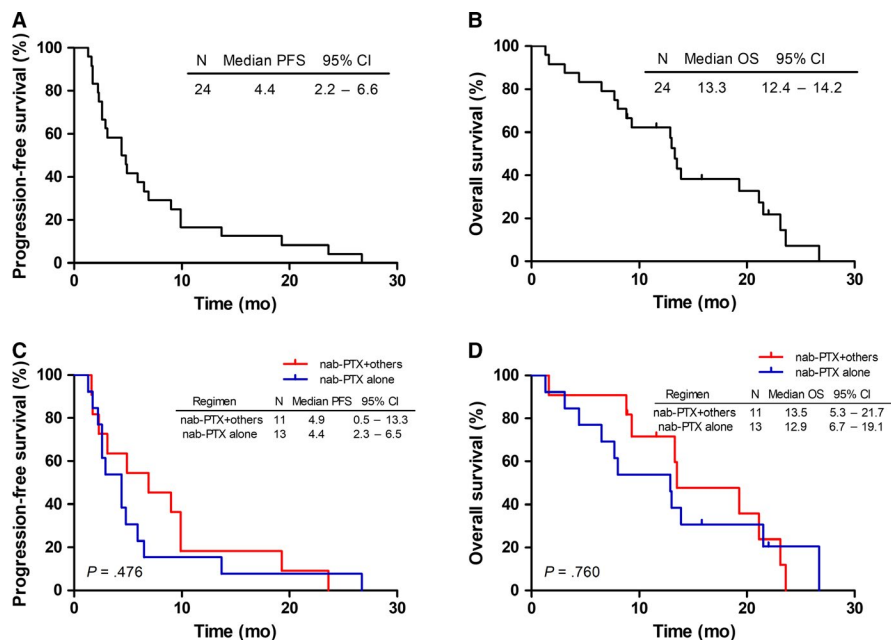 A
Progression-free survival (%)
100
80
60
40
20
0
0
10
20
30
Time (mo)
N Median PFS 95% CI
24 4.4 2.2 – 6.6
B
Overall survival (%)
100
80
60
40
20
0
0
10
20
30
Time (mo)
N Median OS 95% CI
24 13.3 12.4 – 14.2
C
Progression-free survival (%)
100
80
60
40
20
0
0
10
20
30
Time (mo)
nab-PTX+others
nab-PTX alone
Regimen N Median PFS 95% CI
nab-PTX+others 11 4.9 0.5 – 13.3
nab-PTX alone 13 4.4 2.3 – 6.5
P = .476
D
Overall survival (%)
100
80
60
40
20
0
0
10
20
30
Time (mo)
nab-PTX+others
nab-PTX alone
Regimen N Median OS 95% CI
nab-PTX+others 11 13.5 5.3 – 21.7
nab-PTX alone 13 12.9 6.7 – 19.1
P = .760